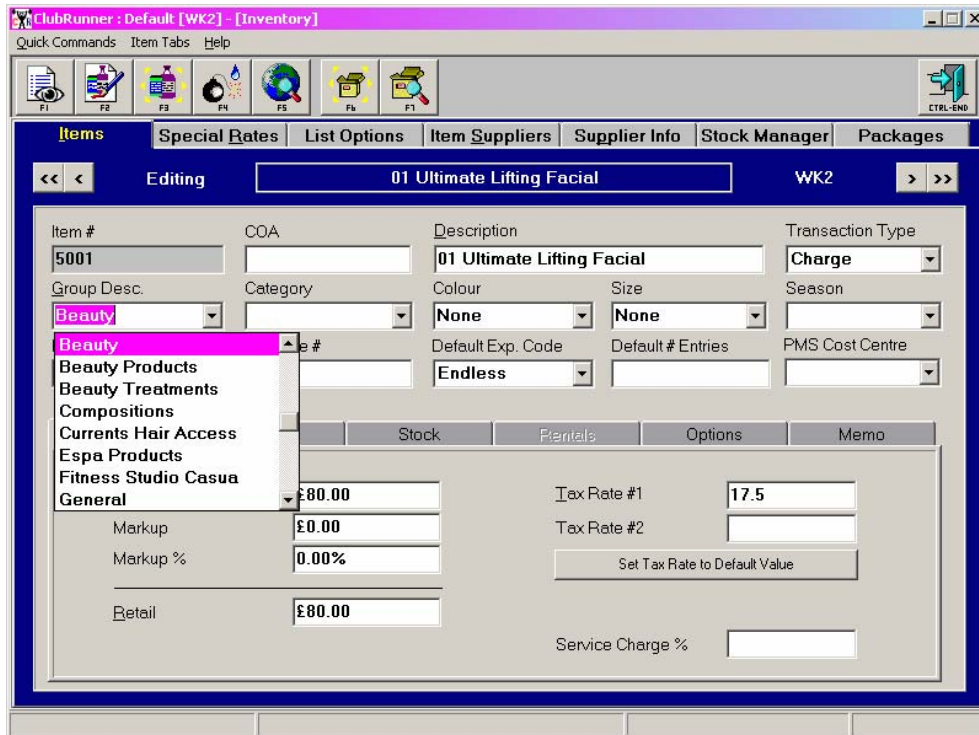 ClubRunner : Default [WK2] - [Inventory]
Quick Commands Item Tabs Help
F1 F2 F3 F4 F5 F6 F7 CTRL-END
Items Special Rates List Options Item Suppliers Supplier Info Stock Manager Packages
<< < Editing 01 Ultimate Lifting Facial WK2 > >>
Item # COA Description Transaction Type
5001 01 Ultimate Lifting Facial Charge
Group Desc. Category Colour Size Season
Beauty None None
e # Default Exp. Code Default # Entries PMS Cost Centre
Endless
Beauty
Beauty Products
Beauty Treatments
Compositions
Currents Hair Access
Espa Products
Fitness Studio Casua
General
Stock Rentals Options Memo
£80.00 Tax Rate #1 17.5
Markup £0.00 Tax Rate #2
Markup % 0.00% Set Tax Rate to Default Value
Retail £80.00
Service Charge %